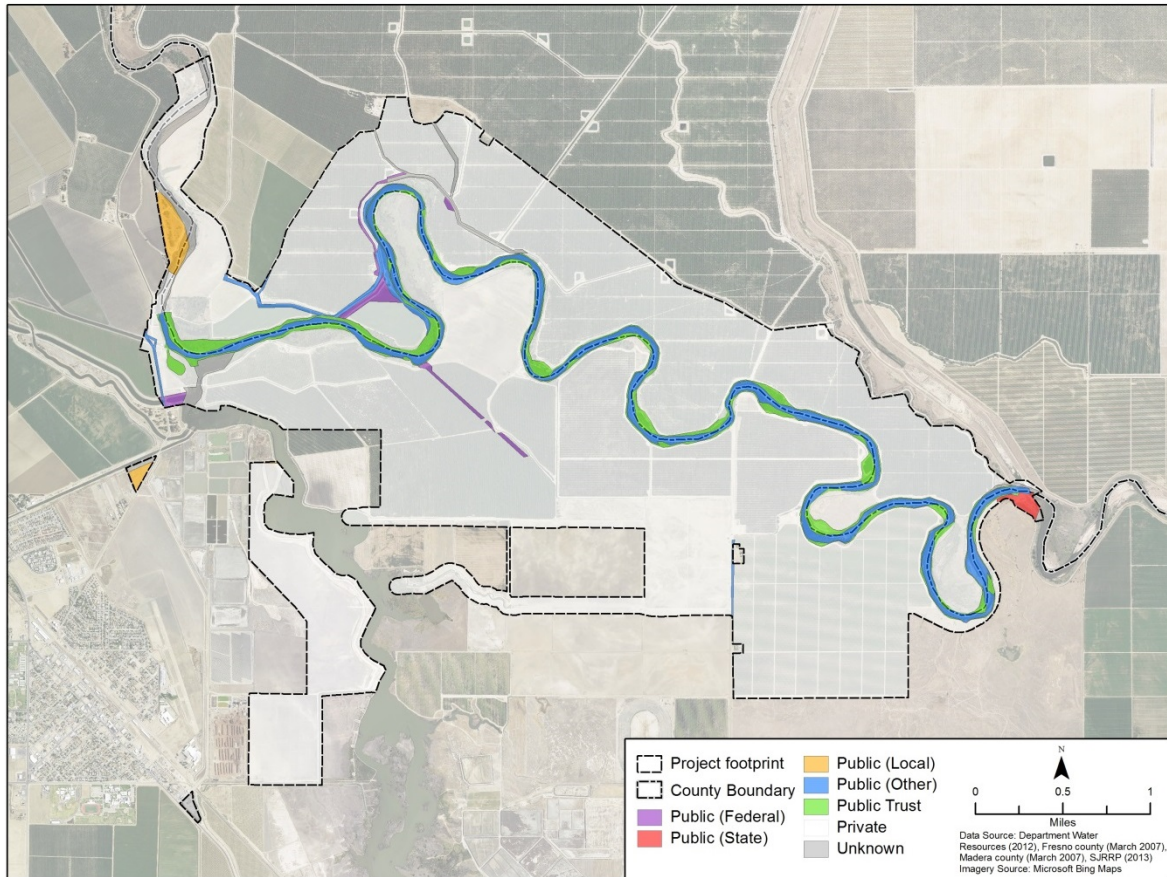 Project footprint
County Boundary
Public (Federal)
Public (State)
Public (Local)
Public (Other)
Public Trust
Private
Unknown
N
0 0.5 1
Miles
Data Source: Department Water
Resources (2012), Fresno county (March 2007),
Madera county (March 2007), SJRRP (2013)
Imagery Source: Microsoft Bing Maps